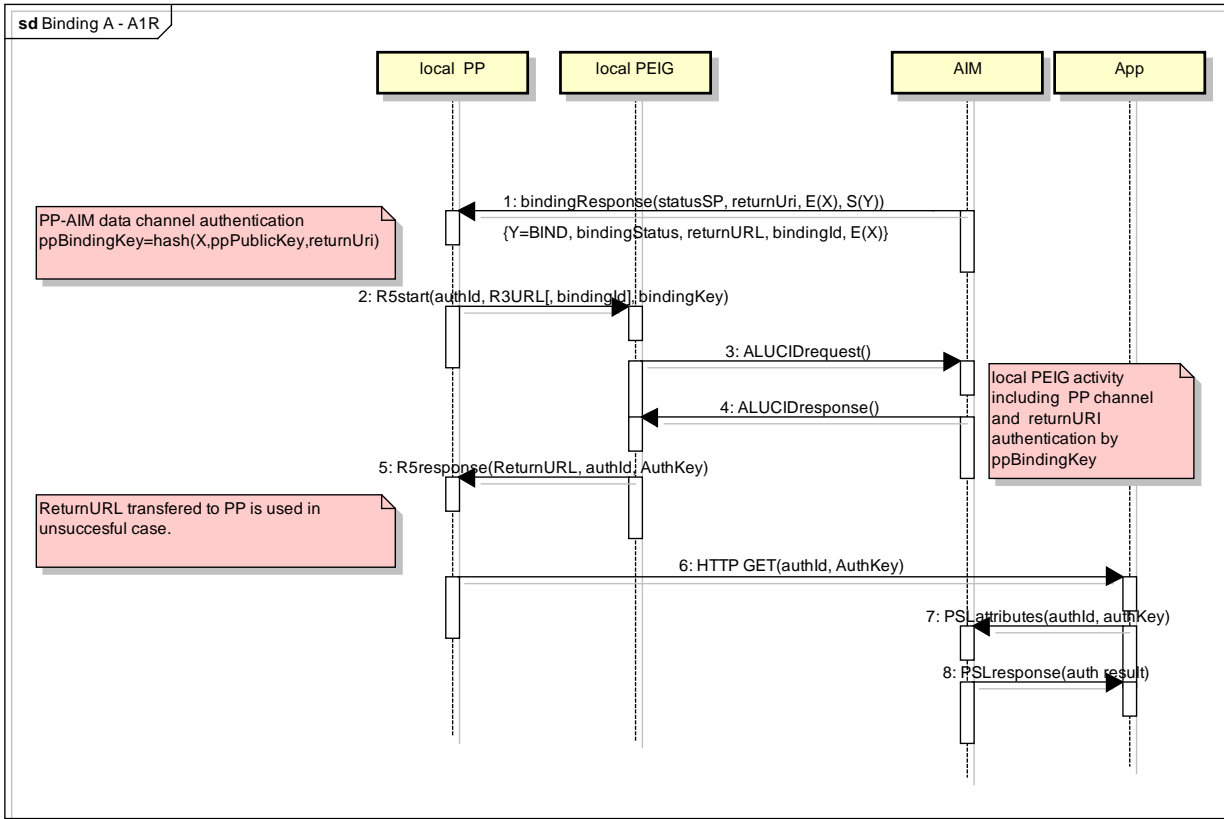 sd Binding A - A1R
local PP
local PEIG
AIM
App
1: bindingResponse(statusSP, returnUri, E(X), S(Y))
{Y=BIND, bindingStatus, returnURL, bindingId, E(X)}
PP-AIM data channel authentication
ppBindingKey=hash(X,ppPublicKey,returnUri)
2: R5start(authId, R3URL[, bindingId], bindingKey)
3: ALUCIDrequest()
local PEIG activity
including PP channel
and returnURI
authentication by
ppBindingKey
4: ALUCIDresponse()
5: R5response(ReturnURL, authId, AuthKey)
ReturnURL transfered to PP is used in
unsuccesful case.
6: HTTP GET(authId, AuthKey)
7: PSLattributes(authId, authKey)
8: PSLresponse(auth result)